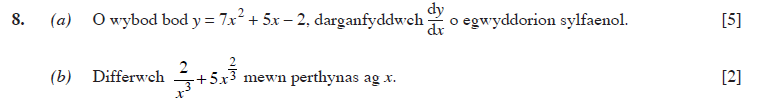 8. (a) O wybod bod y = 7x² + 5x – 2, darganfyddwch dy/dx o egwyddorion sylfaenol. [5]
(b) Differwch 2/x³ + 5x^(2/3) mewn perthynas ag x. [2]